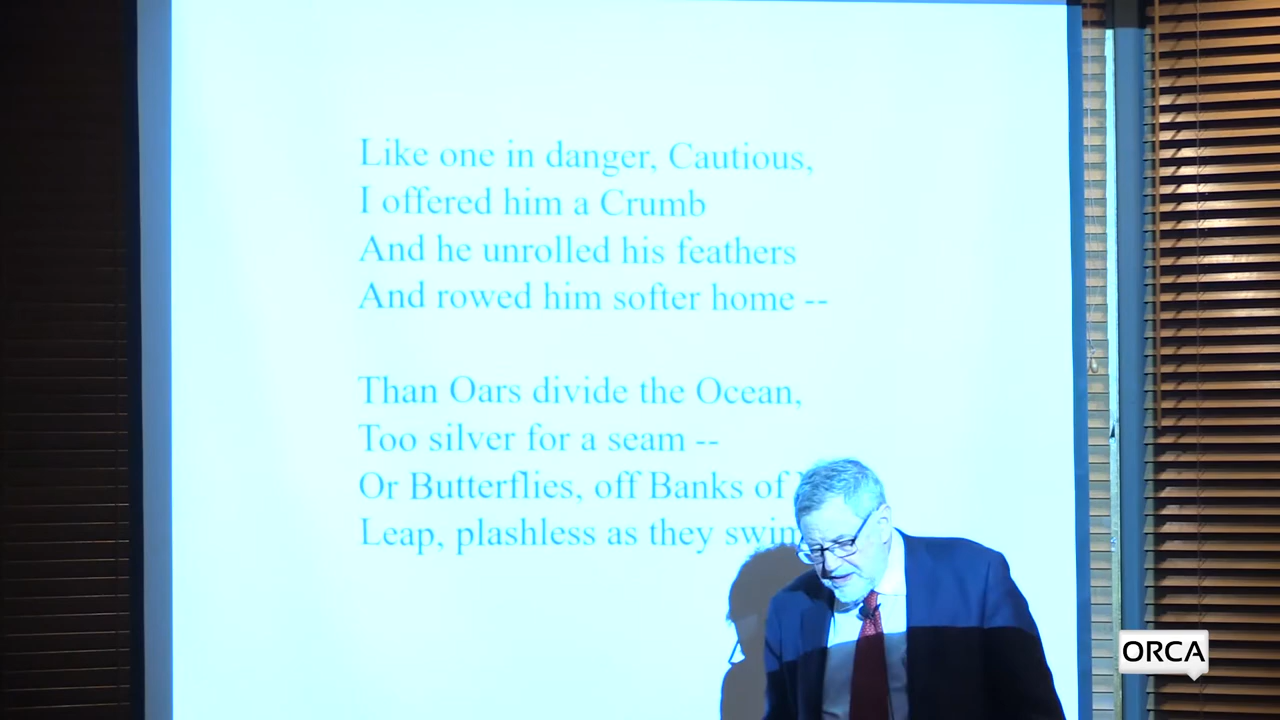 Like one in danger, Cautious,
I offered him a Crumb
And he unrolled his feathers
And rowed him softer home --
Than Oars divide the Ocean,
Too silver for a seam --
Or Butterflies, off Banks of
Leap, plashless as they
ORCA